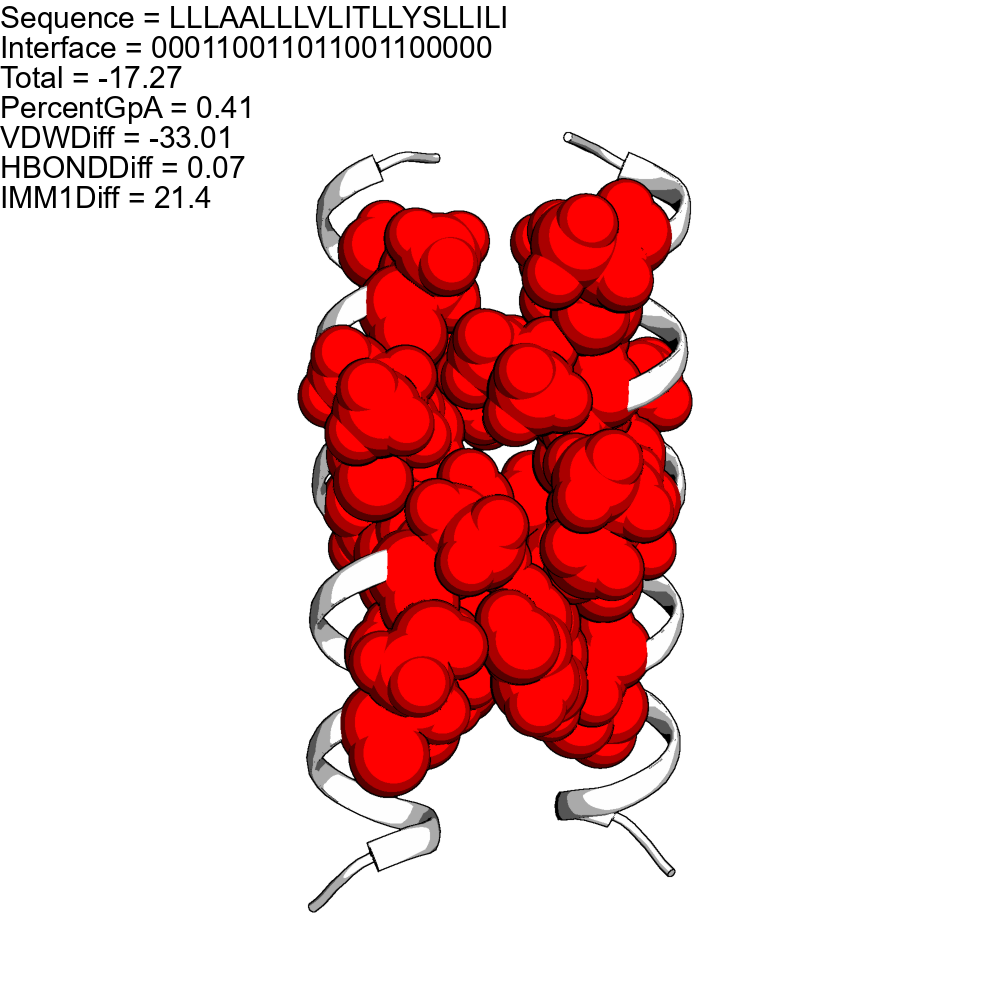 Sequence = LLLAALLLVLITLLYSLLILI
Interface = 000110011011001100000
Total = -17.27
PercentGpA = 0.41
VDWDiff = -33.01
HBONDDiff = 0.07
IMM1Diff = 21.4